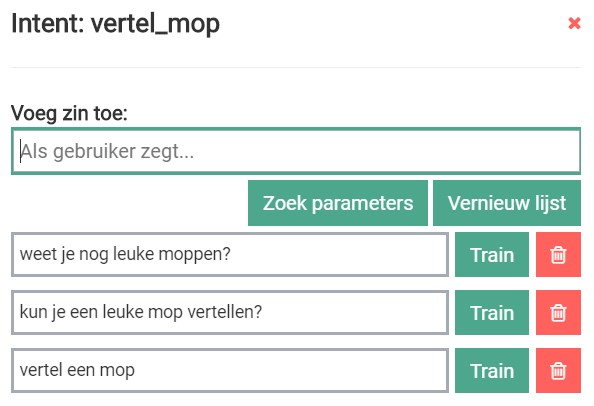 Intent: vertel_mop
Voeg zin toe:
Als gebruiker zegt...
Zoek parameters Vernieuw lijst
weet je nog leuke moppen? Train
kun je een leuke mop vertellen? Train
vertel een mop Train